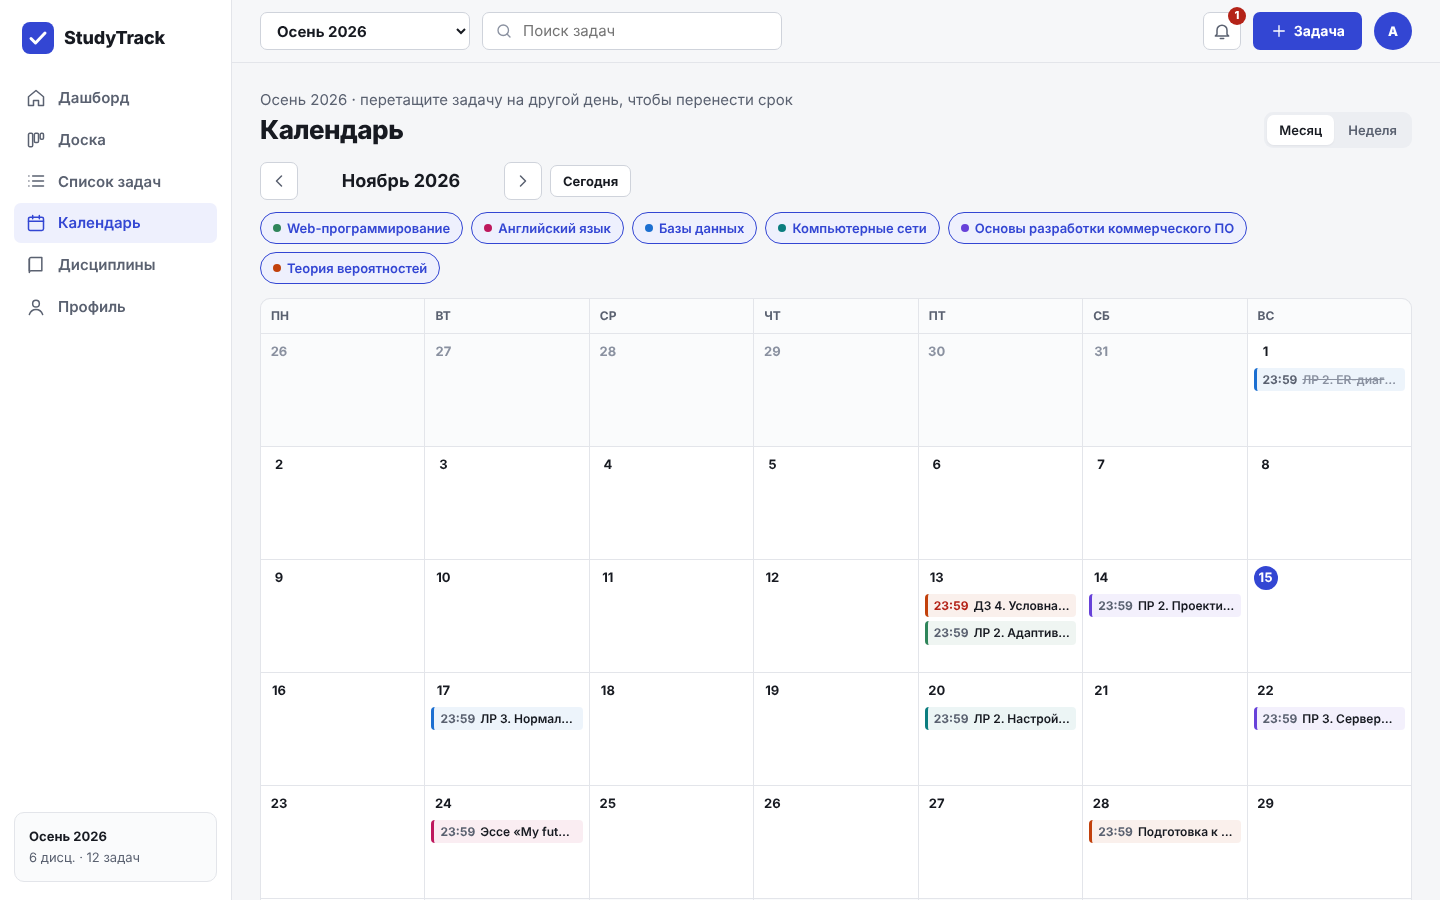 StudyTrack
Дашборд
Доска
Список задач
Календарь
Дисциплины
Профиль
Осень 2026
6 дисц. · 12 задач
Осень 2026
Поиск задач
1
Задача
A
Осень 2026 · перетащите задачу на другой день, чтобы перенести срок
Календарь
Месяц
Неделя
Ноябрь 2026
Сегодня
Web-программирование
Английский язык
Базы данных
Компьютерные сети
Основы разработки коммерческого ПО
Теория вероятностей
ПН ВТ СР ЧТ ПТ СБ ВС
26 27 28 29 30 31 1
23:59 ЛР 2. ER-диаг...
2 3 4 5 6 7 8
9 10 11 12 13 14 15
23:59 ДЗ 4. Условна... 23:59 ПР 2. Проекти...
23:59 ЛР 2. Адаптив...
16 17 18 19 20 21 22
23:59 ЛР 3. Нормал... 23:59 ЛР 2. Настрой... 23:59 ПР 3. Сервер...
23 24 25 26 27 28 29
23:59 Эссе «My fut... 23:59 Подготовка к ...